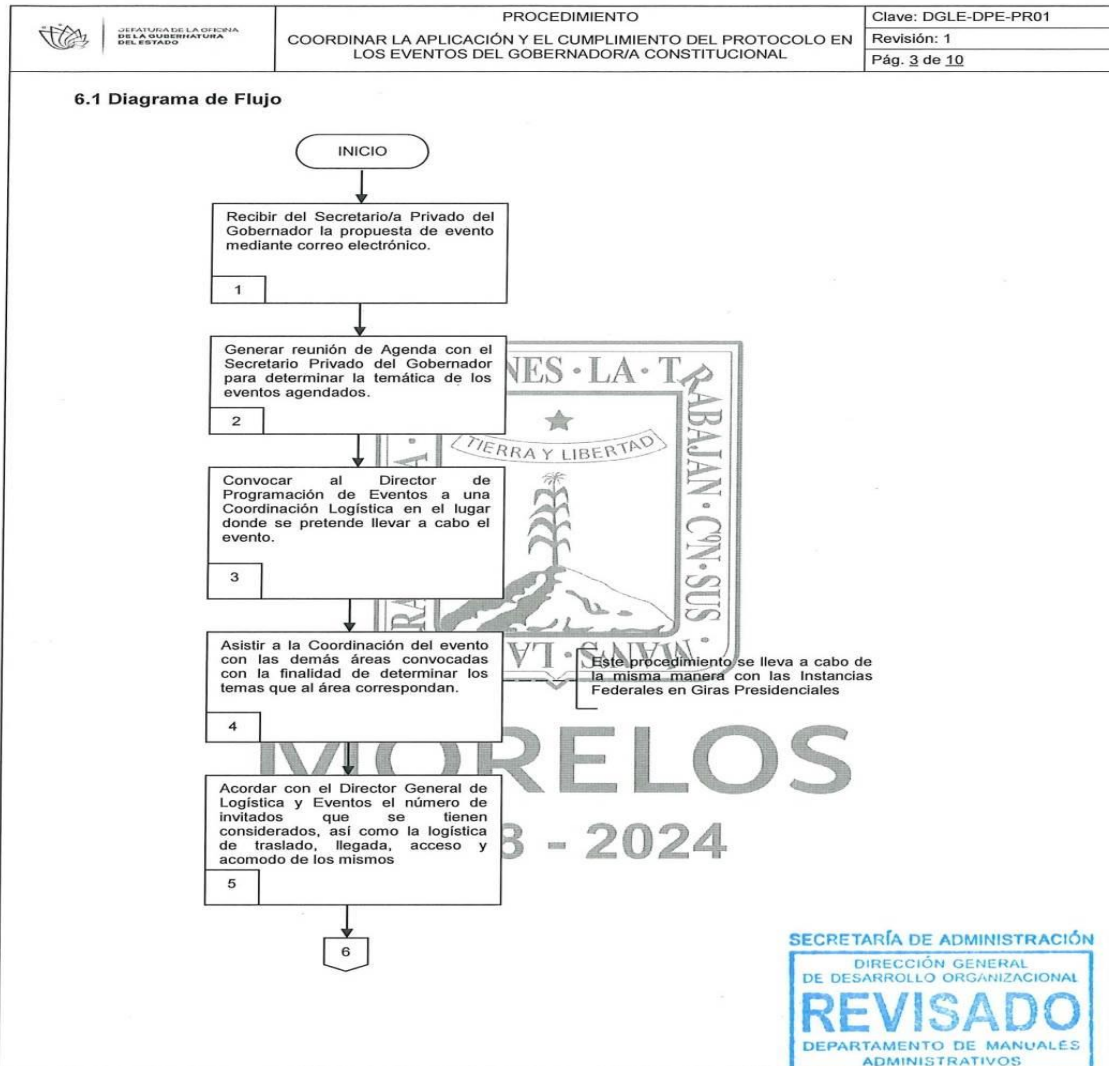 JEFATURA DE LA OFICINA
DE LA GUBERNATURA
DEL ESTADO
PROCEDIMIENTO
COORDINAR LA APLICACIÓN Y EL CUMPLIMIENTO DEL PROTOCOLO EN
LOS EVENTOS DEL GOBERNADOR/A CONSTITUCIONAL
Clave: DGLE-DPE-PR01
Revisión: 1
Pág. 3 de 10
6.1 Diagrama de Flujo
INICIO
Recibir del Secretario/a Privado del
Gobernador la propuesta de evento
mediante correo electrónico.
1
Generar reunión de Agenda con el
Secretario Privado del Gobernador
para determinar la temática de los
eventos agendados.
2
Convocar al Director de
Programación de Eventos a una
Coordinación Logística en el lugar
donde se pretende llevar a cabo el
evento.
3
Asistir a la Coordinación del evento
con las demás áreas convocadas
con la finalidad de determinar los
temas que al área correspondan.
4
Este procedimiento se lleva a cabo de
la misma manera con las Instancias
Federales en Giras Presidenciales
Acordar con el Director General de
Logística y Eventos el número de
invitados que se tienen
considerados, así como la logística
de traslado, llegada, acceso y
acomodo de los mismos
5
6
NES · LA · TRABAJAN · CON · SUS · MANOS · LA
TIERRA Y LIBERTAD
MORELOS
8 - 2024
SECRETARÍA DE ADMINISTRACIÓN
DIRECCIÓN GENERAL
DE DESARROLLO ORGANIZACIONAL
REVISADO
DEPARTAMENTO DE MANUALES
ADMINISTRATIVOS